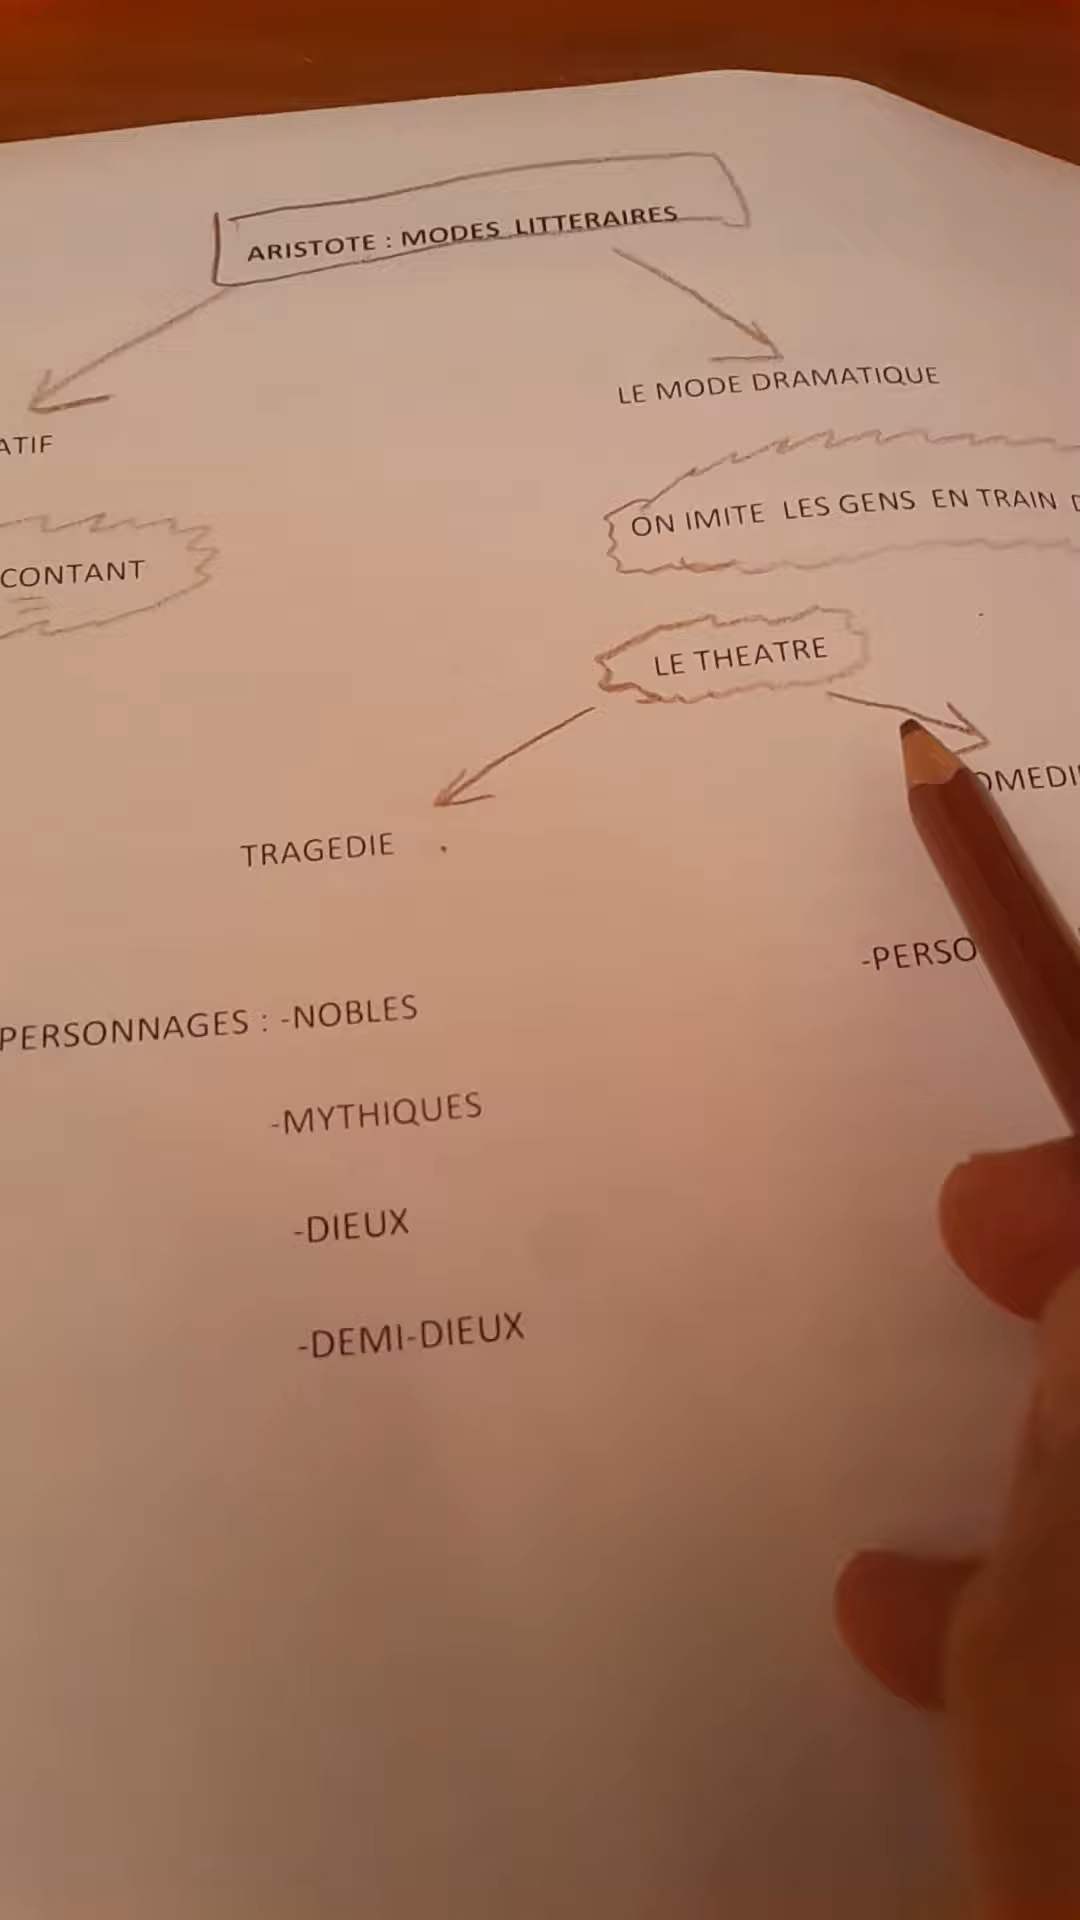 ARISTOTE : MODES LITTERAIRES
LE MODE DRAMATIQUE
ATIF
ON IMITE LES GENS EN TRAIN D
CONTANT
LE THEATRE
OMEDI
TRAGEDIE .
-PERSO
PERSONNAGES : -NOBLES
-MYTHIQUES
-DIEUX
-DEMI-DIEUX